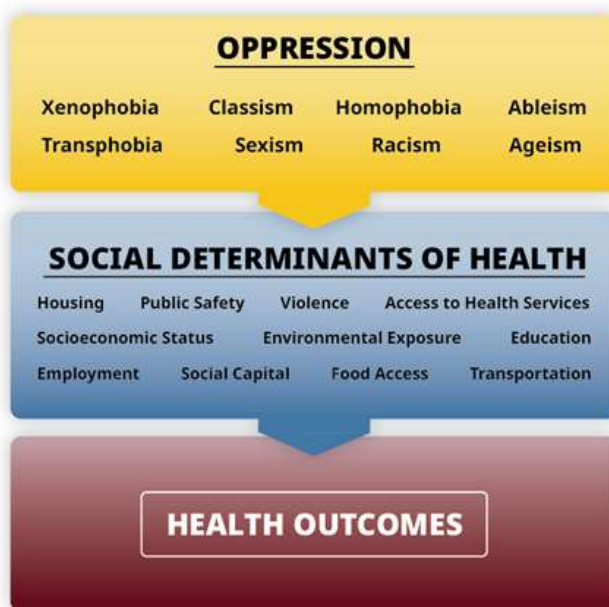 OPPRESSION
Xenophobia Classism Homophobia Ableism
Transphobia Sexism Racism Ageism
SOCIAL DETERMINANTS OF HEALTH
Housing Public Safety Violence Access to Health Services
Socioeconomic Status Environmental Exposure Education
Employment Social Capital Food Access Transportation
HEALTH OUTCOMES